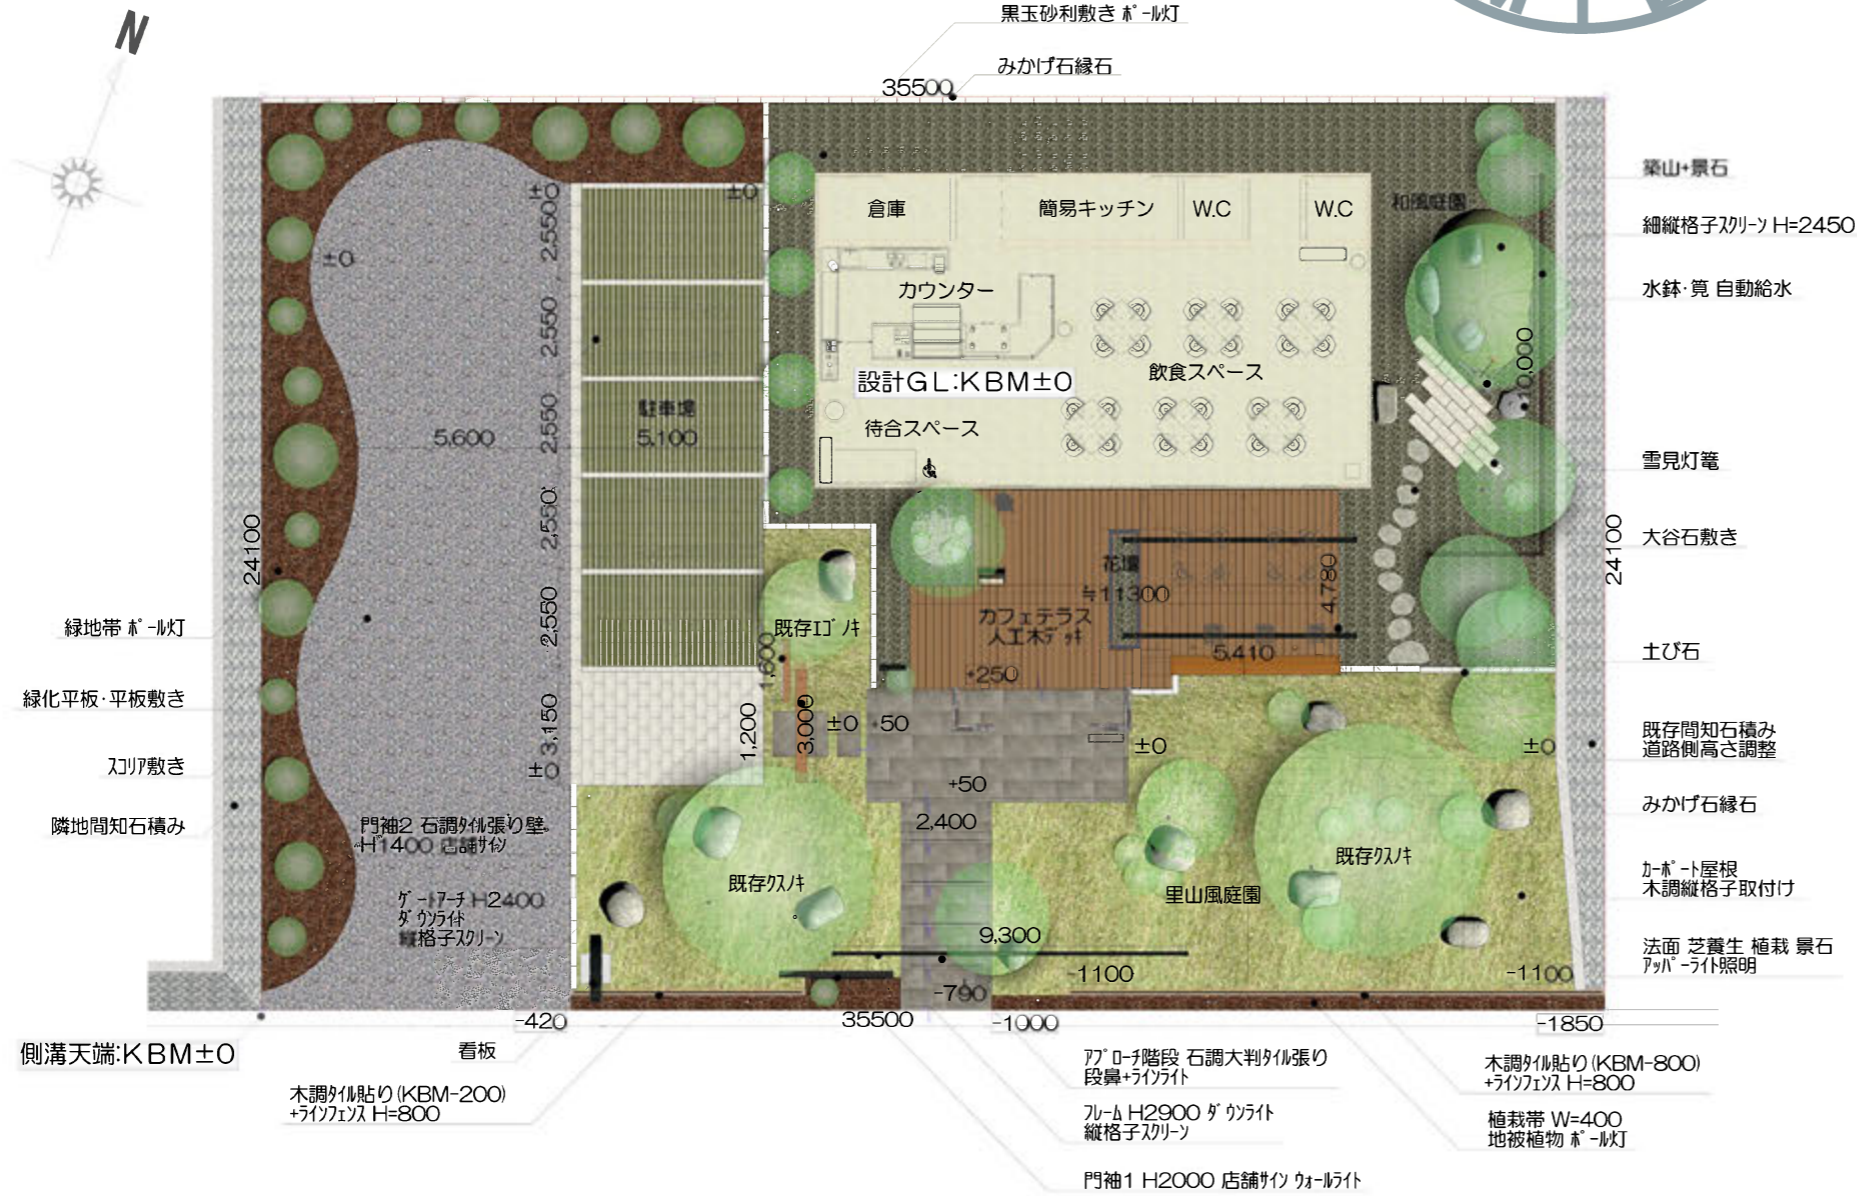 N
黒玉砂利敷き ポール灯
みかげ石縁石
35500
築山+景石
細縦格子スクリーン H=2450
水鉢・筧 自動給水
雪見灯篭
大谷石敷き
24100
土び石
既存間知石積み
道路側高さ調整
みかげ石縁石
カーポート屋根
木調縦格子取付け
法面 芝養生 植栽 景石
アッパーライト照明
倉庫
簡易キッチン
W.C
W.C
和風庭園
カウンター
設計GL:KBM±0
飲食スペース
待合スペース
10,000
±0
±0
±0
2,550
2,550
2,550
2,550
2,550
3,150
±0
5,600
駐車場
5,100
24100
緑地帯 ポール灯
緑化平板・平板敷き
スコリア敷き
隣地間知石積み
既存エゴノキ
1,600
1,200
3,000
±0
+50
花壇
≒11300
カフェテラス
人工木デッキ
+250
4,780
5,410
±0
±0
+50
2,400
門袖2 石調タイル張り壁
H1400 店舗サイン
ゲートアーチ H2400
ダウンライト
縦格子スクリーン
既存クスノキ
里山風庭園
既存クスノキ
9,300
-1100
-1100
-790
-420
35500
-1000
-1850
側溝天端:KBM±0
看板
木調タイル貼り(KBM-200)
+ラインフェンス H=800
アプローチ階段 石調大判タイル張り
段鼻+ラインライト
フレーム H2900 ダウンライト
縦格子スクリーン
門袖1 H2000 店舗サイン ウォールライト
木調タイル貼り(KBM-800)
+ラインフェンス H=800
植栽帯 W=400
地被植物 ポール灯